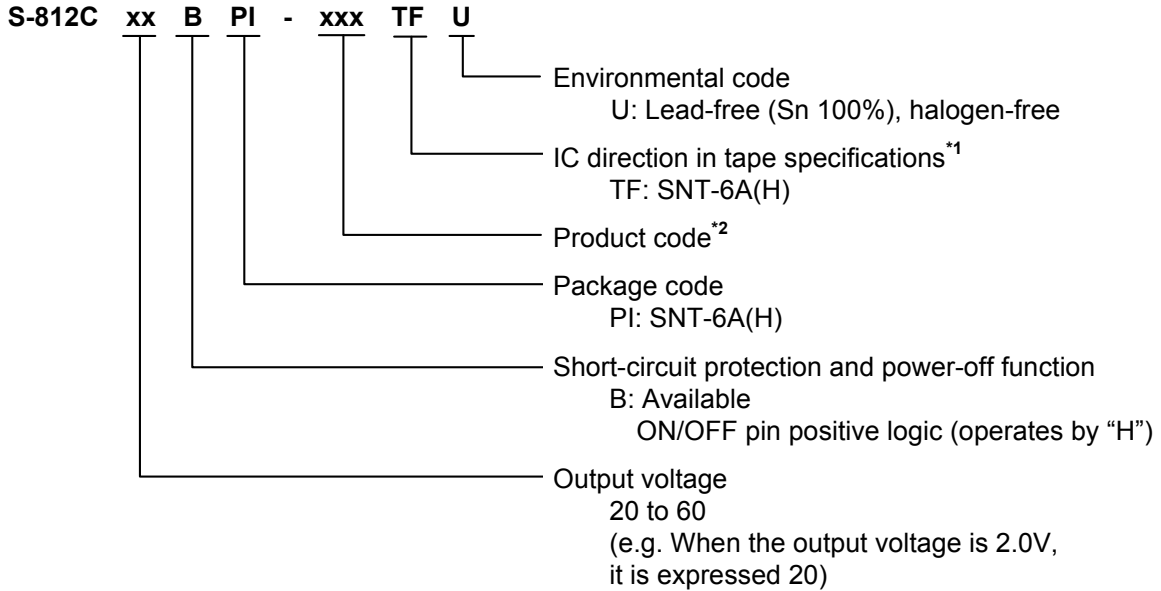 S-812C xx B PI - xxx TF U
Environmental code
U: Lead-free (Sn 100%), halogen-free
IC direction in tape specifications*1
TF: SNT-6A(H)
Product code*2
Package code
PI: SNT-6A(H)
Short-circuit protection and power-off function
B: Available
ON/OFF pin positive logic (operates by “H”)
Output voltage
20 to 60
(e.g. When the output voltage is 2.0V,
it is expressed 20)